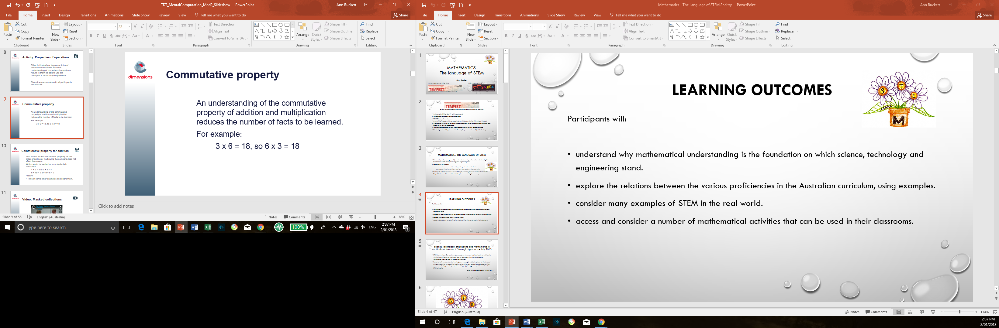 TDT_MentalComputation_Mod2_Slideshow - PowerPoint
Ann Ruckert
File Home Insert Design Transitions Animations Slide Show Review View Tell me what you want to do Share
Paste
Cut
Copy
Format Painter
Clipboard
New Slide
Layout
Reset
Section
Slides
22
Font
Text Direction
Align Text
Convert to SmartArt
Paragraph
Arrange
Quick Styles
Shape Fill
Shape Outline
Shape Effects
Drawing
Find
Replace
Select
Editing
8
Activity: Properties of operations
Either individually or in groups, think of
more examples where students'
understanding of properties of operations
results in them be able to use the
principles in more complex problems.
Share these examples with all participants
and discuss.
9
Commutative property
An understanding of the commutative
property of addition and multiplication
reduces the number of facts to be learned.
For example:
3 x 6 = 18, so 6 x 3 = 18
10
Commutative property for addition
Also known as the 'turn around' property, as the
order of adding or multiplying the numbers does not
affect the answer.
Which would be easier for your students to
calculate?
4 + 7 = ? or 7 + 4 = ?
6 + 19 = ? or 19 + 6 = ?
• Why?
• Think of some other examples and share them.
11
Video: Masked collections
dimensions
Commutative property
An understanding of the commutative
property of addition and multiplication
reduces the number of facts to be learned.
For example:
3 x 6 = 18, so 6 x 3 = 18
Click to add notes
Slide 9 of 55 English (Australia)
Notes Comments 88%
Type here to search
100%
ENG
2:37 PM
2/01/2018
1
Mathematics - The Language of STEM 2nd try - PowerPoint
Ann Ruckert
File Home Insert Design Transitions Animations Slide Show Review View Tell me what you want to do Share
Paste
Cut
Copy
Format Painter
Clipboard
New Slide
Layout
Reset
Section
Slides
Font
Text Direction
Align Text
Convert to SmartArt
Paragraph
Arrange
Quick Styles
Shape Fill
Shape Outline
Shape Effects
Drawing
Find
Replace
Select
Editing
1
MATHEMATICS:
The language of STEM
Ann Ruckert
TEMPEST
MASA
2
TEMPEST
3
MATHEMATICS - THE LANGUAGE OF STEM
4
LEARNING OUTCOMES
5
Science, Technology, Engineering and Mathematics in
the National Interest: A Strategic Approach – July 2013
6
S T E
LEARNING OUTCOMES
S T E
MASA
M
Participants will:
• understand why mathematical understanding is the foundation on which science, technology and
engineering stand.
• explore the relations between the various proficiencies in the Australian curriculum, using examples.
• consider many examples of STEM in the real world.
• access and consider a number of mathematical activities that can be used in their classrooms.
Slide 4 of 47 English (Australia)
Notes Comments 114%
2:37 PM
2/01/2018